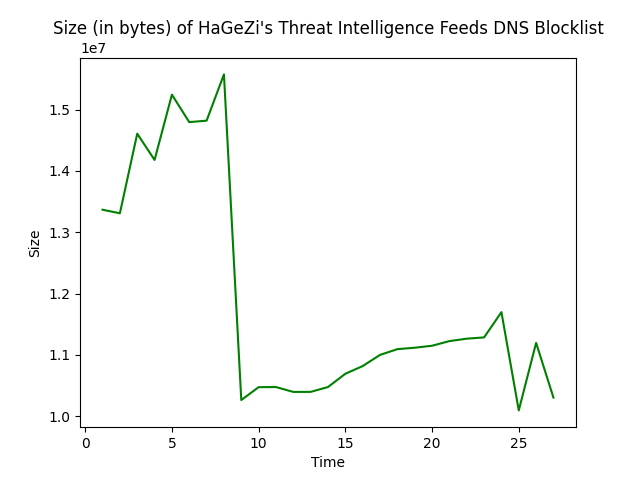 Size (in bytes) of HaGeZi's Threat Intelligence Feeds DNS Blocklist
1e7
1.5
1.4
1.3
1.2
1.1
1.0
Size
0 5 10 15 20 25
Time